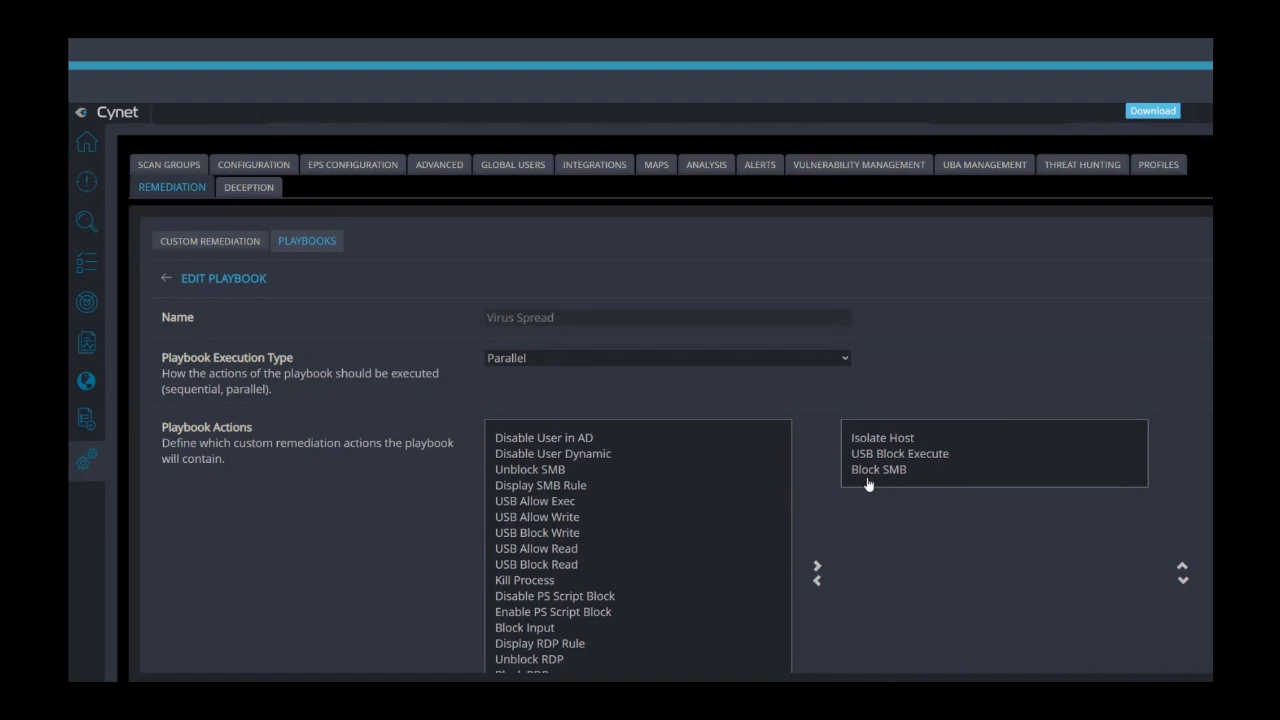 Cynet
Download
SCAN GROUPS CONFIGURATION EPS CONFIGURATION ADVANCED GLOBAL USERS INTEGRATIONS MAPS ANALYSIS ALERTS VULNERABILITY MANAGEMENT UBA MANAGEMENT THREAT HUNTING PROFILES
REMEDIATION DECEPTION
CUSTOM REMEDIATION PLAYBOOKS
EDIT PLAYBOOK
Name
Virus Spread
Playbook Execution Type
How the actions of the playbook should be executed
(sequential, parallel).
Parallel
Playbook Actions
Define which custom remediation actions the playbook
will contain.
Disable User in AD
Disable User Dynamic
Unblock SMB
Display SMB Rule
USB Allow Exec
USB Allow Write
USB Block Write
USB Allow Read
USB Block Read
Kill Process
Disable PS Script Block
Enable PS Script Block
Block Input
Display RDP Rule
Unblock RDP
Isolate Host
USB Block Execute
Block SMB